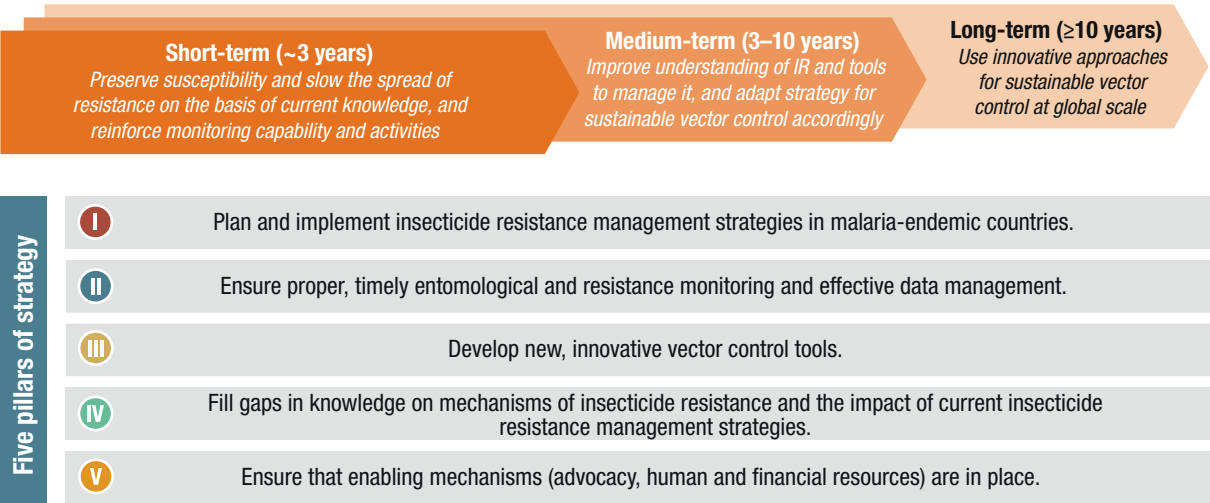 Short-term (~3 years)
Preserve susceptibility and slow the spread of
resistance on the basis of current knowledge, and
reinforce monitoring capability and activities
Medium-term (3–10 years)
Improve understanding of IR and tools
to manage it, and adapt strategy for
sustainable vector control accordingly
Long-term (≥10 years)
Use innovative approaches
for sustainable vector
control at global scale
Five pillars of strategy
I
Plan and implement insecticide resistance management strategies in malaria-endemic countries.
II
Ensure proper, timely entomological and resistance monitoring and effective data management.
III
Develop new, innovative vector control tools.
IV
Fill gaps in knowledge on mechanisms of insecticide resistance and the impact of current insecticide
resistance management strategies.
V
Ensure that enabling mechanisms (advocacy, human and financial resources) are in place.